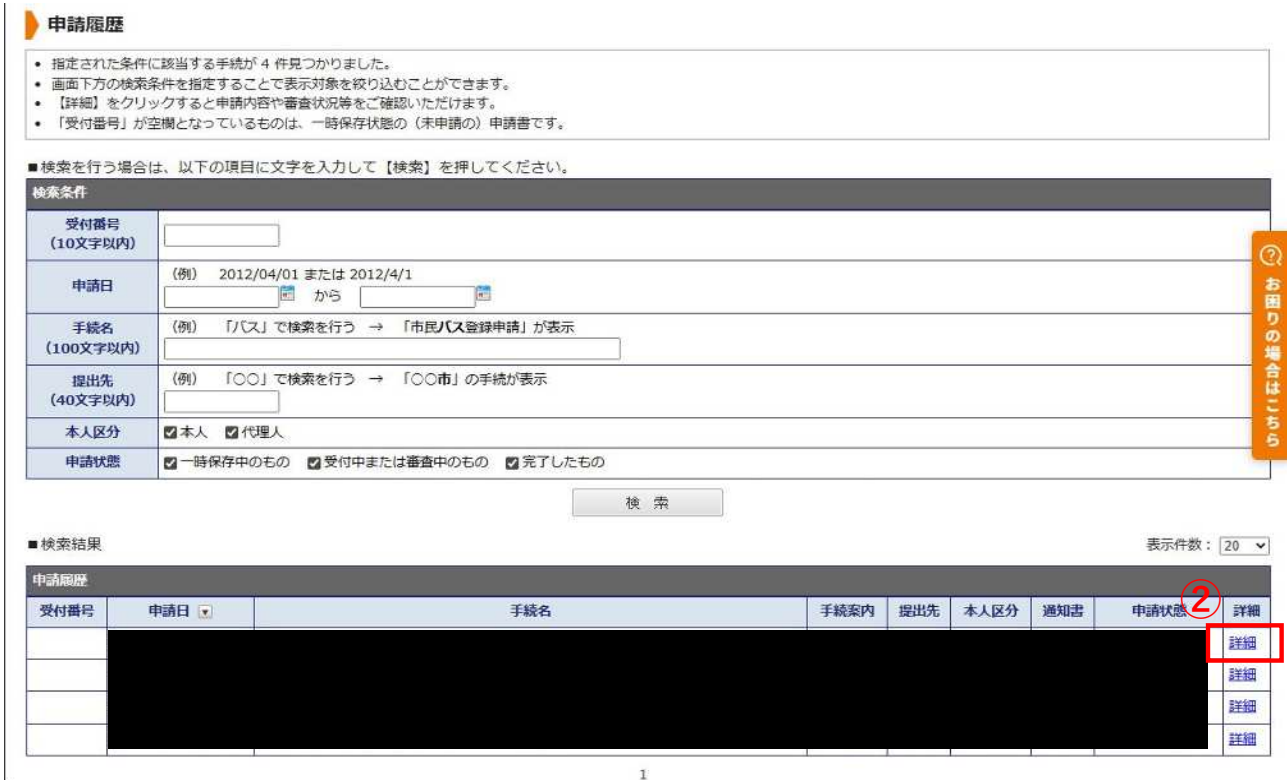 申請履歴
• 指定された条件に該当する手続が 4 件見つかりました。
• 画面下方の検索条件を指定することで表示対象を絞り込むことができます。
• 【詳細】をクリックすると申請内容や審査状況等をご確認いただけます。
• 「受付番号」が空欄となっているものは、一時保存状態の（未申請の）申請書です。
■検索を行う場合は、以下の項目に文字を入力して【検索】を押してください。
検索条件
受付番号
（10文字以内）
申請日
（例） 2012/04/01 または 2012/4/1
から
手続名
（100文字以内）
（例） 「バス」で検索を行う → 「市民バス登録申請」が表示
提出先
（40文字以内）
（例） 「〇〇」で検索を行う → 「〇〇市」の手続が表示
本人区分 本人 代理人
申請状態 一時保存中のもの 受付中または審査中のもの 完了したもの
検 索
お困りの場合はこちら
■検索結果 表示件数： 20
申請履歴
②
受付番号 申請日 手続名 手続案内 提出先 本人区分 通知書 申請状態 詳細
詳細
詳細
詳細
詳細
1